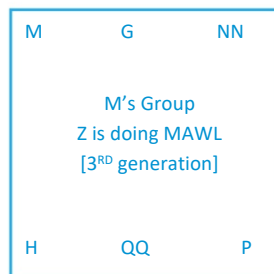 M G NN
M's Group
Z is doing MAWL
[3RD generation]
H QQ P